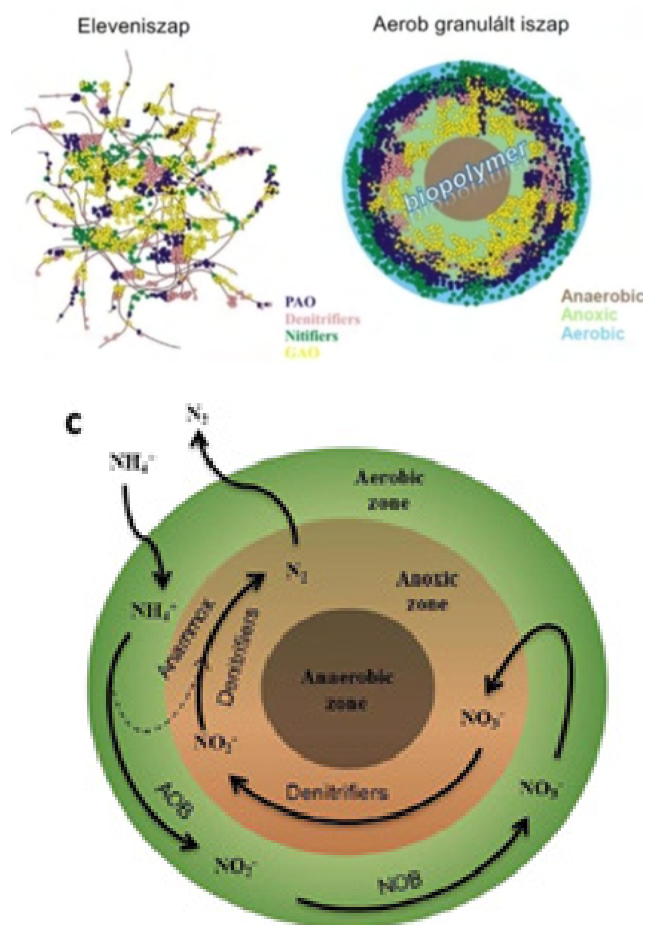 Eleveniszap
Aerob granulált iszap
biopolymer
PAO
Denitrifiers
Nitifiers
GAO
Anaerobic
Anoxic
Aerobic
c
N₂
NH₄⁺
Aerobic
zone
N₂
Anoxic
zone
NH₄⁺
Anammox
Denitrifiers
Anaerobic
zone
NO₂⁻
NO₃⁻
Denitrifiers
NO₃⁻
AOB
NO₂⁻
NOB